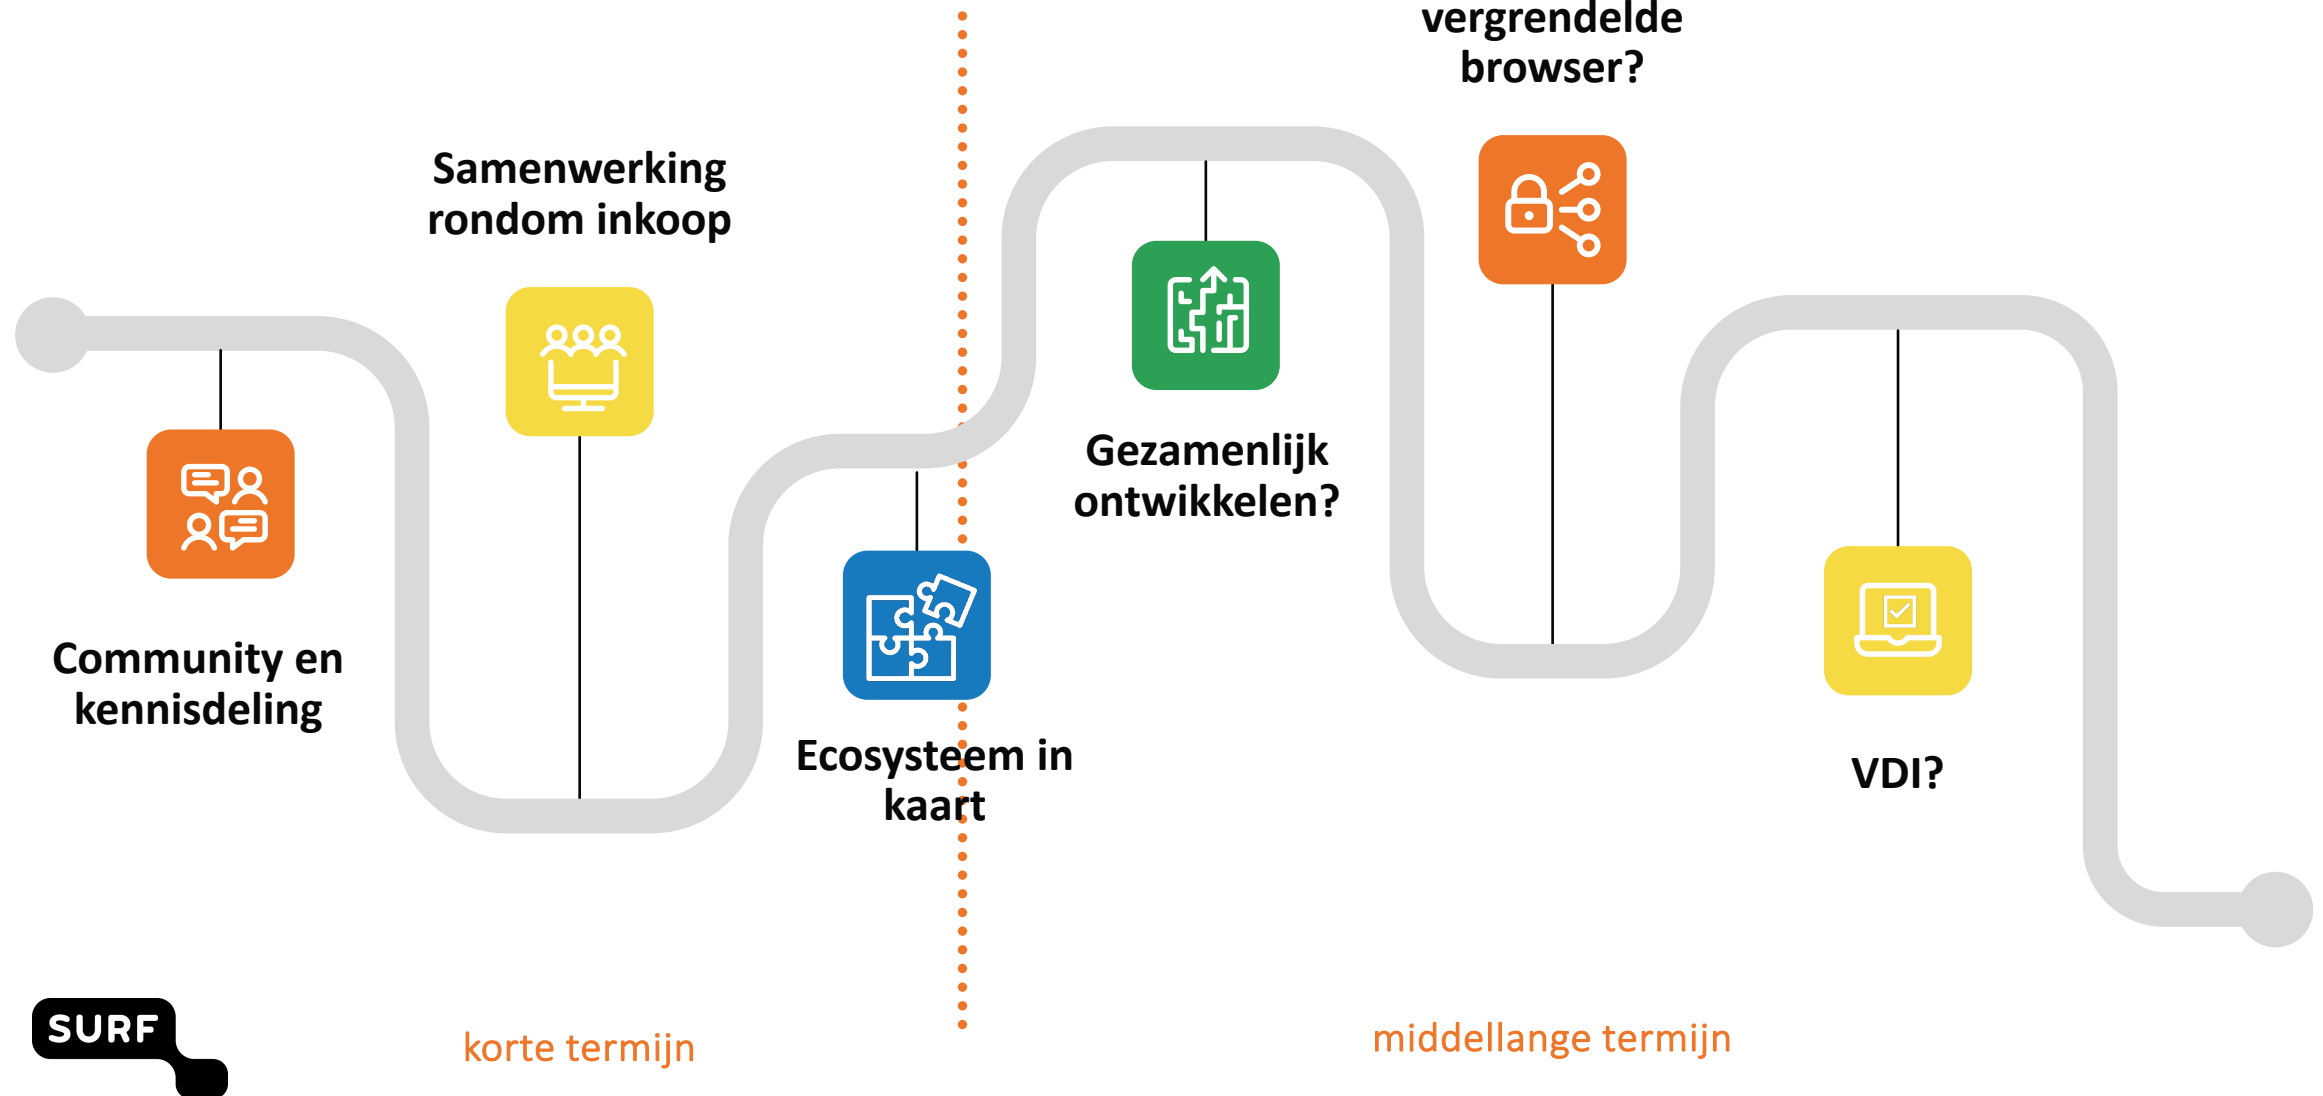 Community en
kennisdeling
Samenwerking
rondom inkoop
Ecosysteem in
kaart
Gezamenlijk
ontwikkelen?
vergrendelde
browser?
VDI?
korte termijn
middellange termijn
SURF